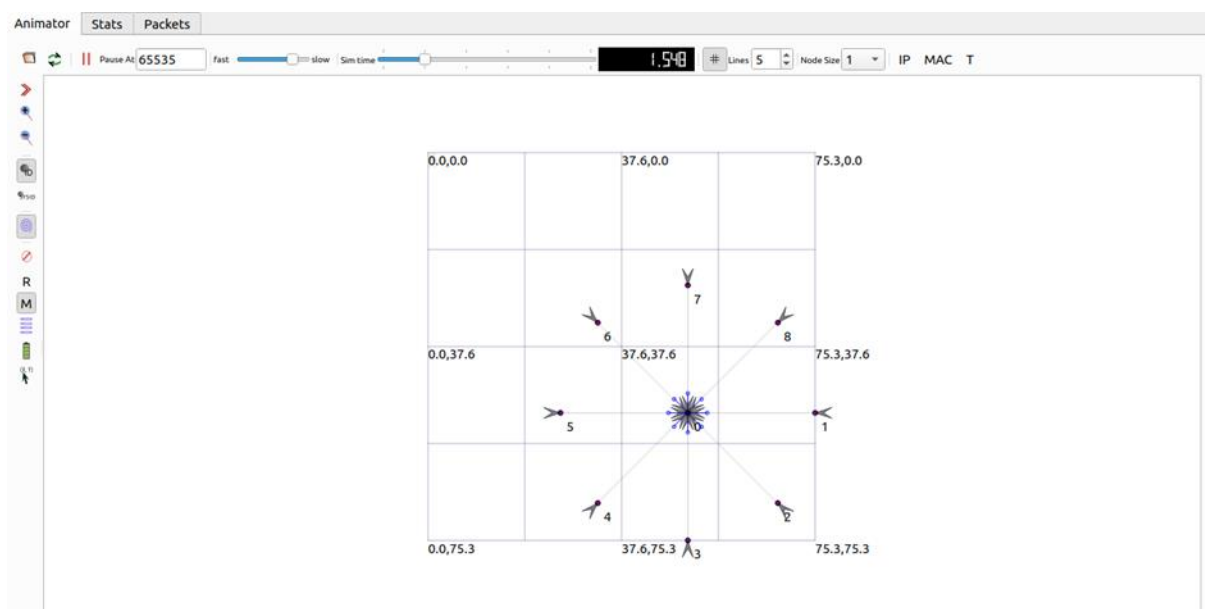 Animator Stats Packets
Pause At 65535 fast slow Sim time 1.548 # Lines 5 Node Size 1 IP MAC T
0.0,0.0 37.6,0.0 75.3,0.0
7
6 8
R
M
0.0,37.6 37.6,37.6 75.3,37.6
5 0 1
4 2
0.0,75.3 37.6,75.3 3 75.3,75.3